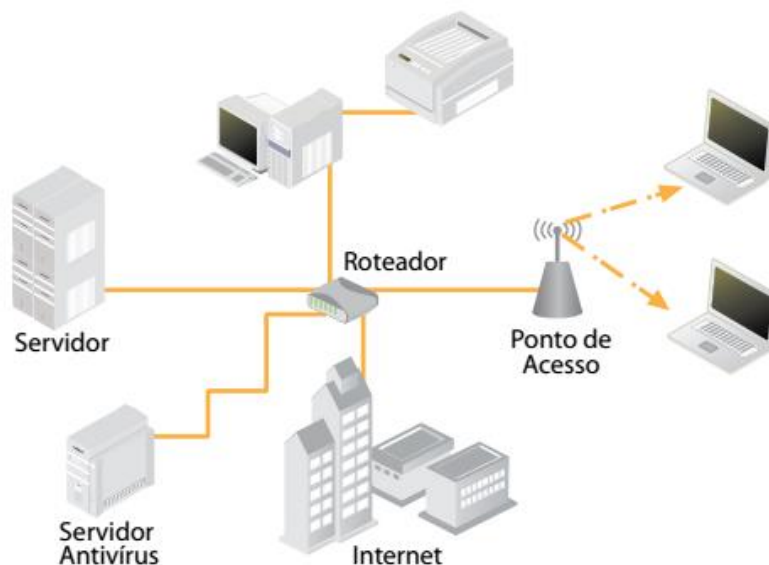 Roteador
Servidor
Ponto de
Acesso
Servidor
Antivírus
Internet